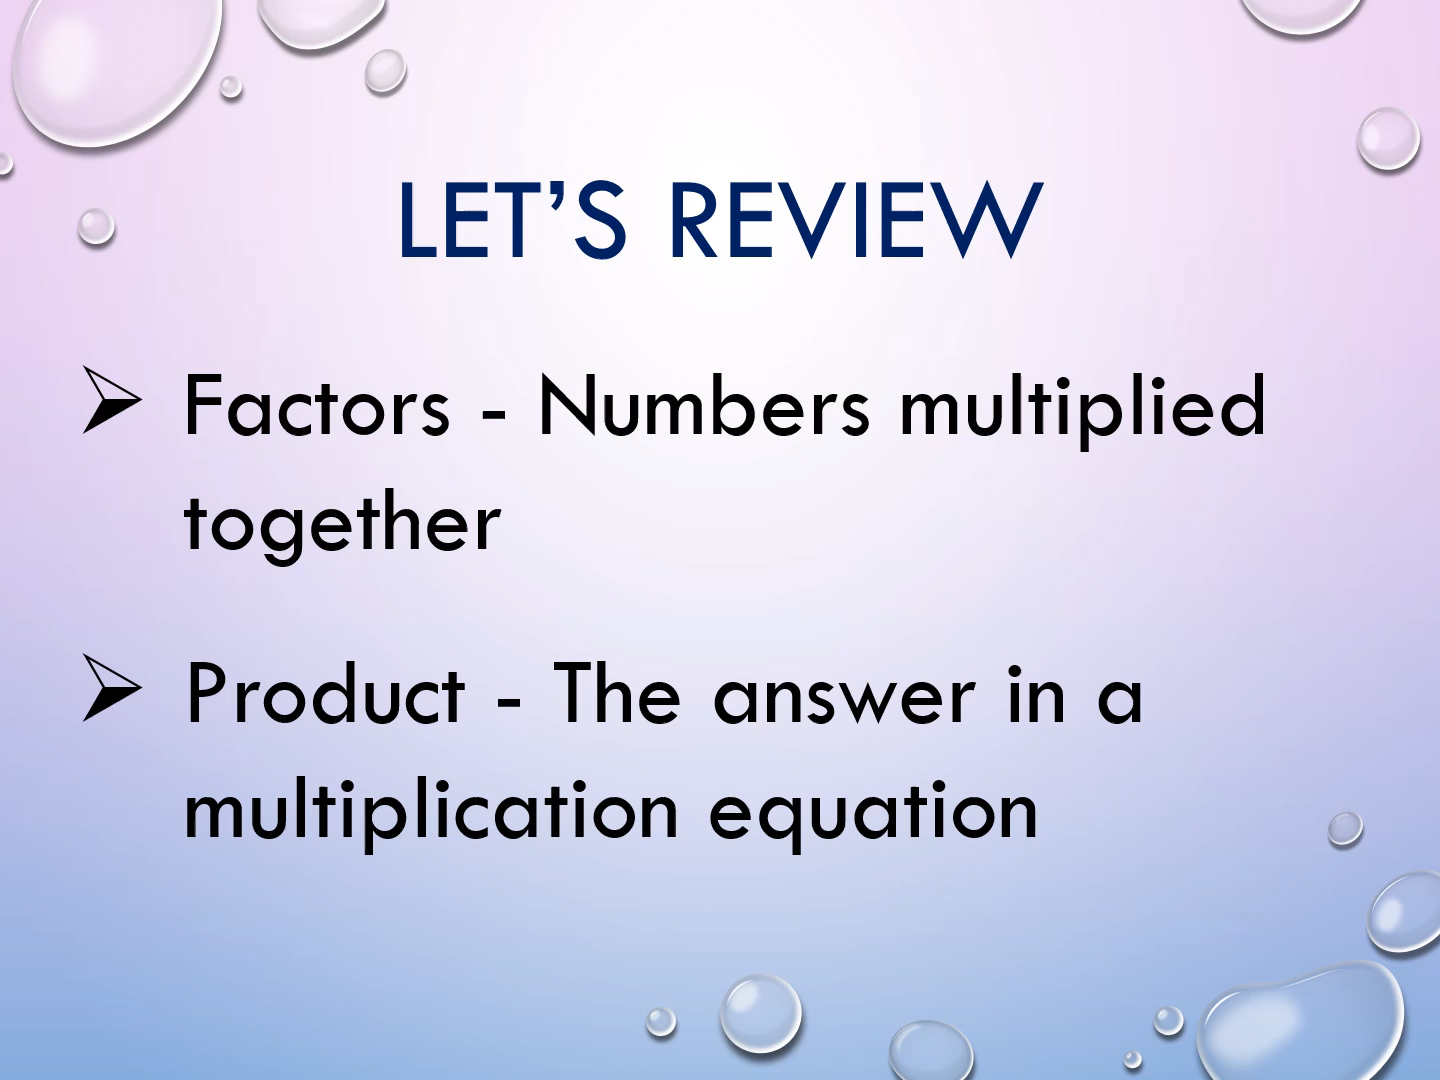 LET’S REVIEW
➢ Factors - Numbers multiplied
together
➢ Product - The answer in a
multiplication equation